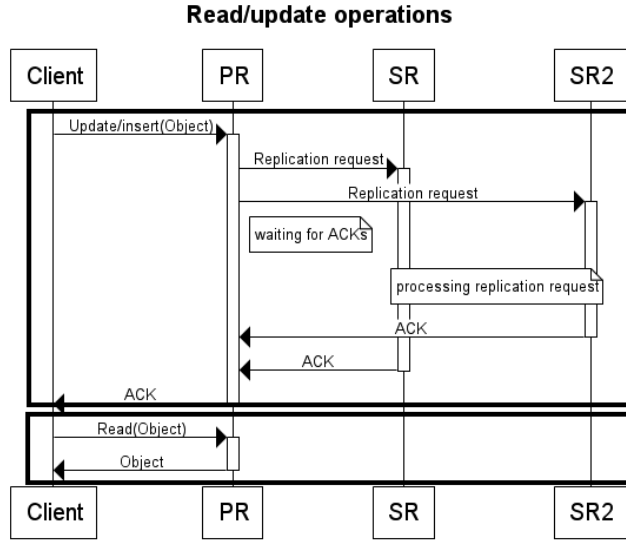 Read/update operations
Client
PR
SR
SR2
Update/insert(Object)
Replication request
Replication request
waiting for ACKs
processing replication request
ACK
ACK
ACK
Read(Object)
Object
Client
PR
SR
SR2